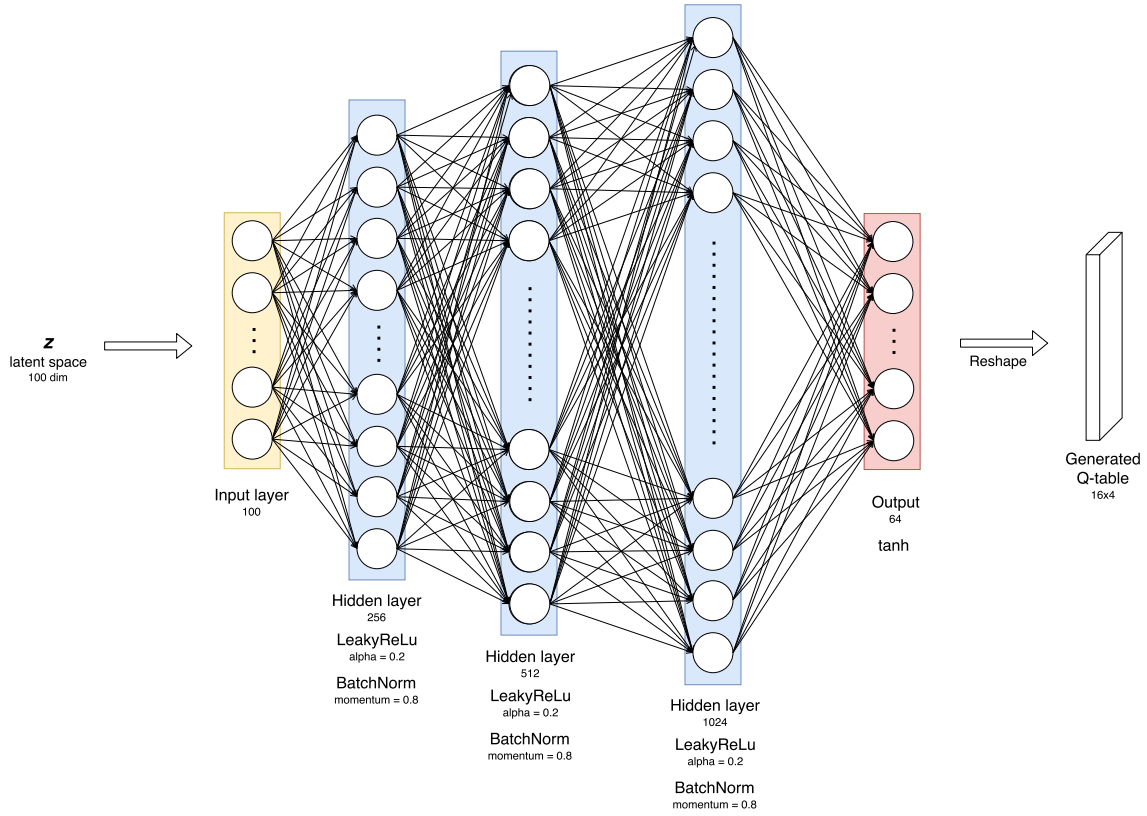 z
latent space
100 dim
Input layer
100
Hidden layer
256
LeakyReLu
alpha = 0.2
BatchNorm
momentum = 0.8
Hidden layer
512
LeakyReLu
alpha = 0.2
BatchNorm
momentum = 0.8
Hidden layer
1024
LeakyReLu
alpha = 0.2
BatchNorm
momentum = 0.8
Output
64
tanh
Reshape
Generated
Q-table
16x4